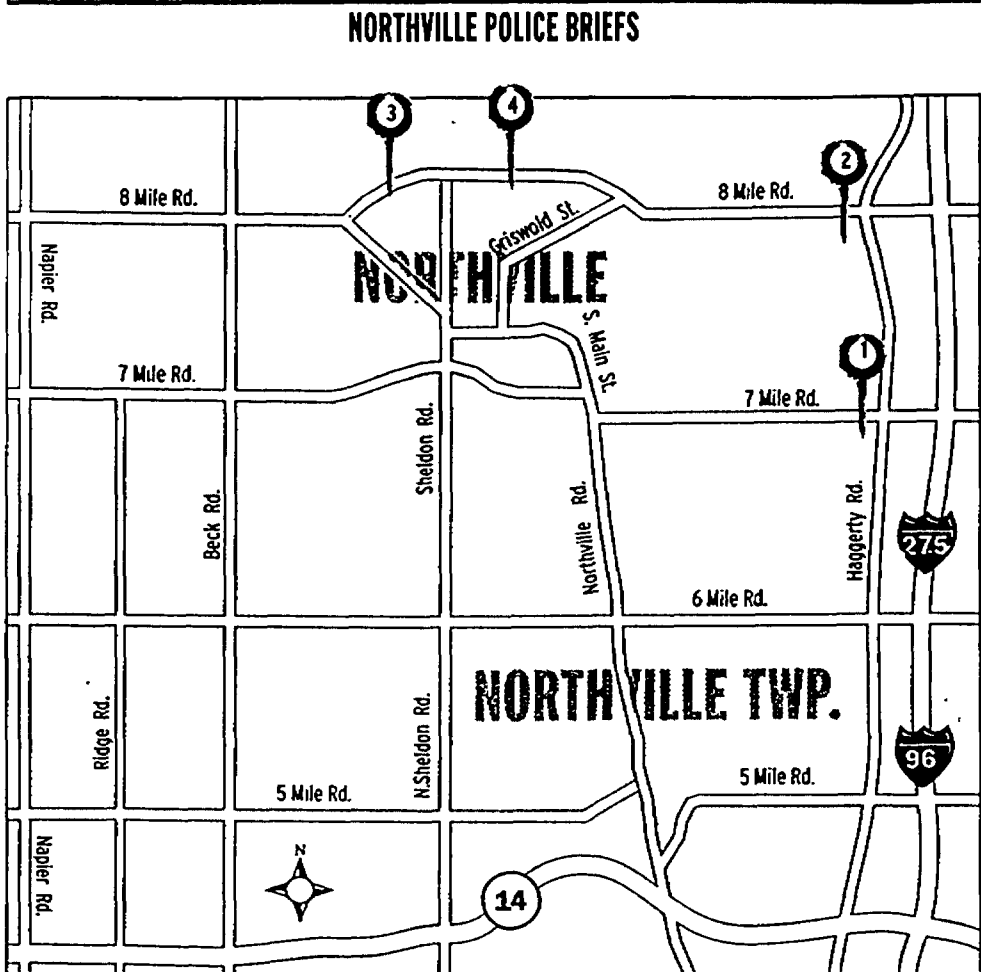 NORTHVILLE POLICE BRIEFS
3
4
2
8 Mile Rd.
8 Mile Rd.
Griswold St.
Napier Rd.
NORTHVILLE
S. Main St.
1
7 Mile Rd.
7 Mile Rd.
Sheldon Rd.
Beck Rd.
Northville Rd.
Haggerty Rd.
275
6 Mile Rd.
NORTHVILLE TWP.
Ridge Rd.
N.Sheldon Rd.
96
5 Mile Rd.
5 Mile Rd.
Napier Rd.
N
14